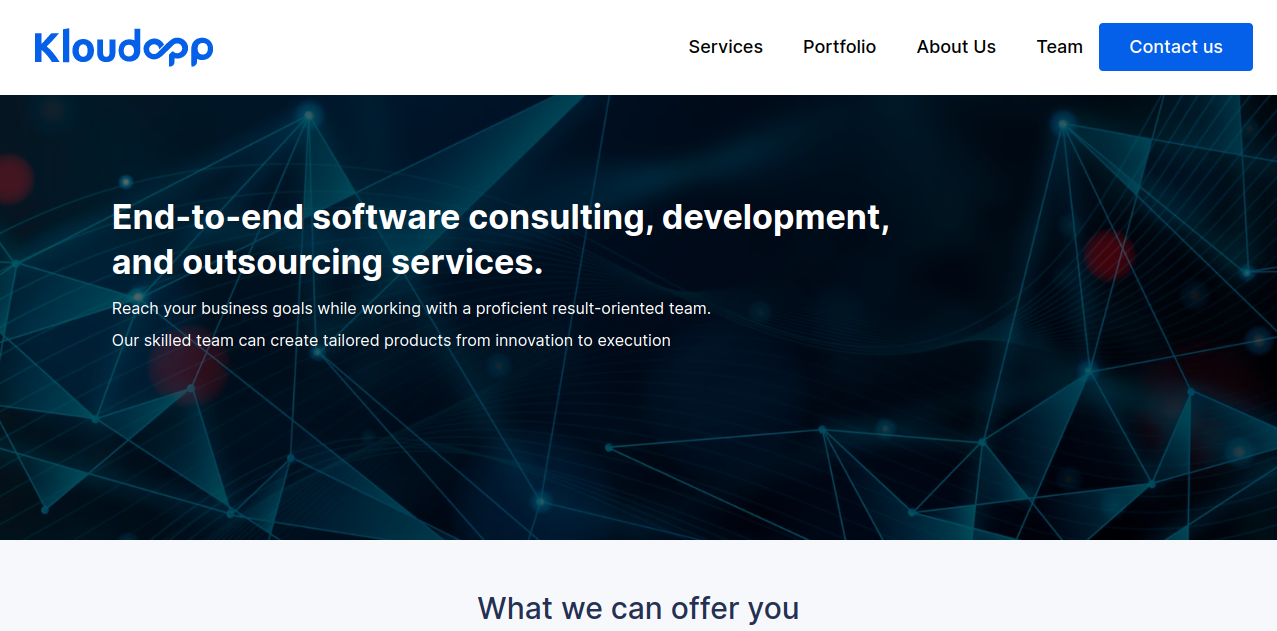 Kloudapp
Services
Portfolio
About Us
Team
Contact us
End-to-end software consulting, development,
and outsourcing services.
Reach your business goals while working with a proficient result-oriented team.
Our skilled team can create tailored products from innovation to execution
What we can offer you